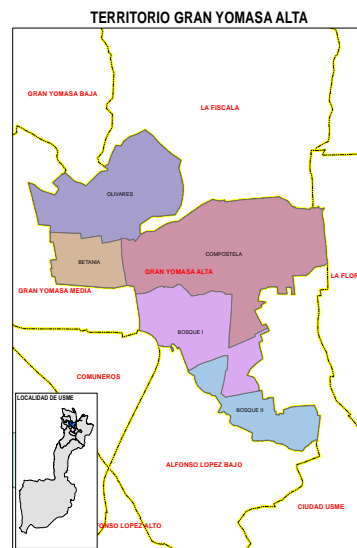 TERRITORIO GRAN YOMASA ALTA
GRAN YOMASA BAJA
LA FISCALA
OLIVARES
BETANIA
COMPOSTELA
GRAN YOMASA ALTA
LA FLOR
GRAN YOMASA MEDIA
BOSQUE I
COMUNEROS
LOCALIDAD DE USME
BOSQUE II
ALFONSO LOPEZ BAJO
CIUDAD USME
ONSO LOPEZ ALTO